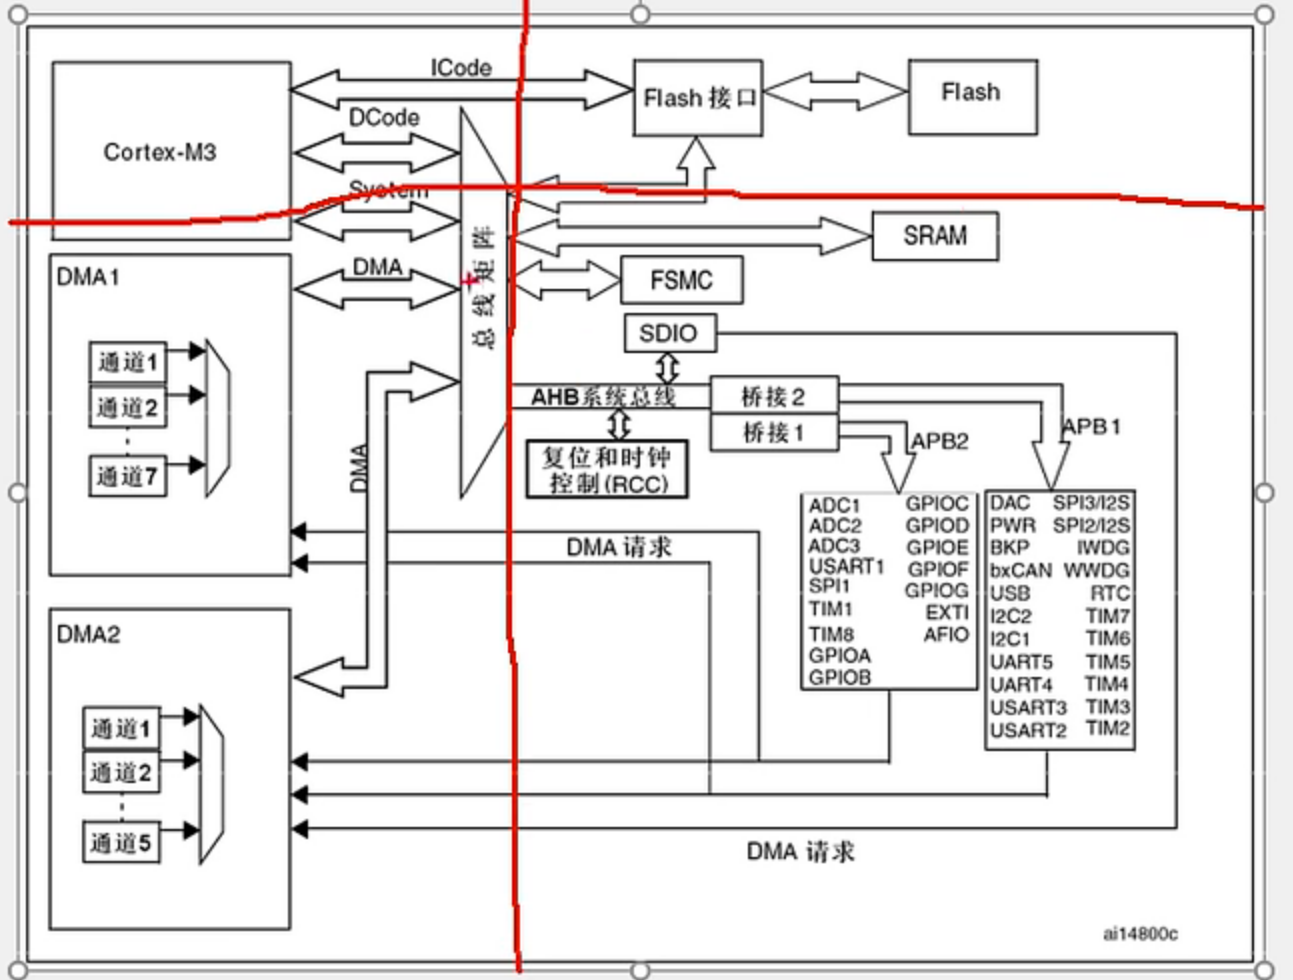 ICode
Flash 接口
Flash
DCode
Cortex-M3
System
SRAM
总线矩阵
DMA
FSMC
DMA1
SDIO
通道1
通道2
通道7
AHB系统总线
桥接2
桥接1
APB2
APB1
复位和时钟
控制(RCC)
DMA
ADC1 GPIOC
ADC2 GPIOD
ADC3 GPIOE
USART1 GPIOF
SPI1 GPIOG
TIM1 EXTI
TIM8 AFIO
GPIOA
GPIOB
DAC SPI3/I2S
PWR SPI2/I2S
BKP IWDG
bxCAN WWDG
USB RTC
I2C2 TIM7
I2C1 TIM6
UART5 TIM5
UART4 TIM4
USART3 TIM3
USART2 TIM2
DMA 请求
DMA2
通道1
通道2
通道5
DMA 请求
ai14800c